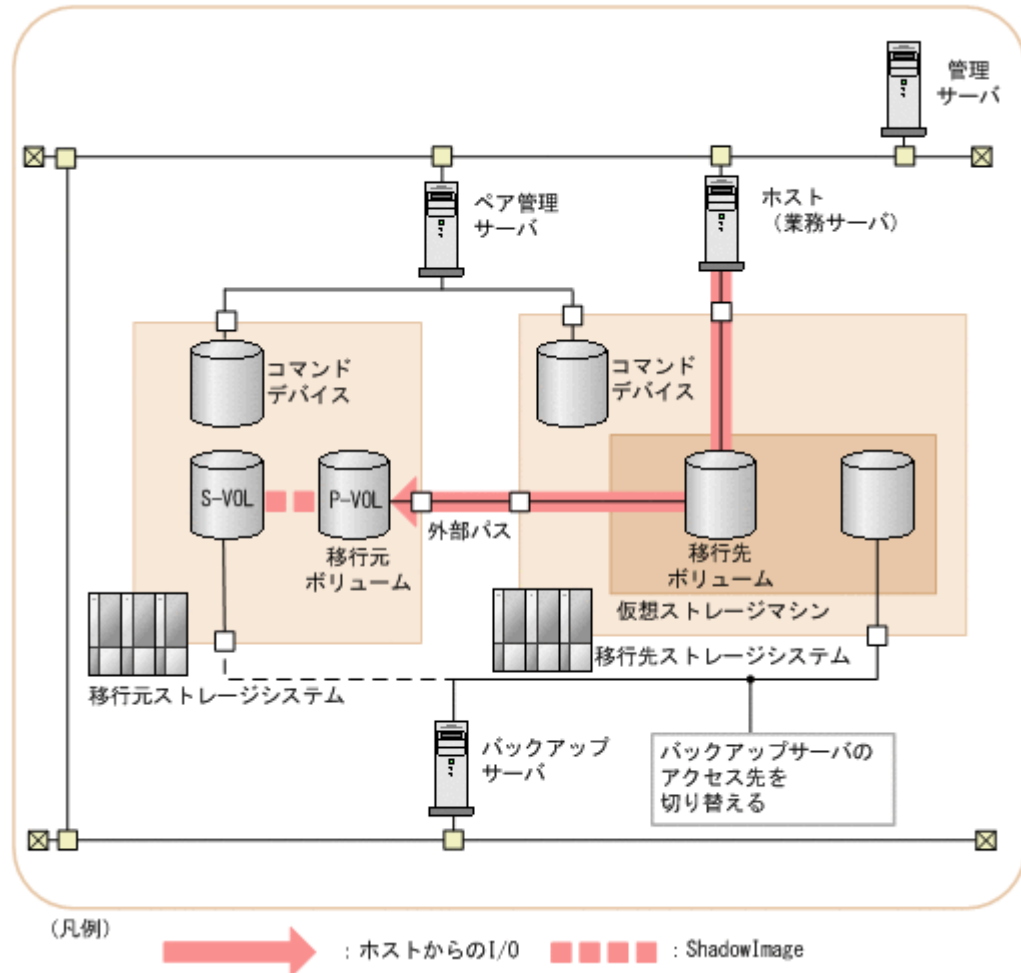 管理
サーバ
ペア管理
サーバ
ホスト
(業務サーバ)
コマンド
デバイス
コマンド
デバイス
S-VOL
P-VOL
外部パス
移行元
ボリューム
移行先
ボリューム
仮想ストレージマシン
移行先ストレージシステム
移行元ストレージシステム
バックアップ
サーバ
バックアップサーバの
アクセス先を
切り替える
(凡例)
:ホストからのI/O
:ShadowImage